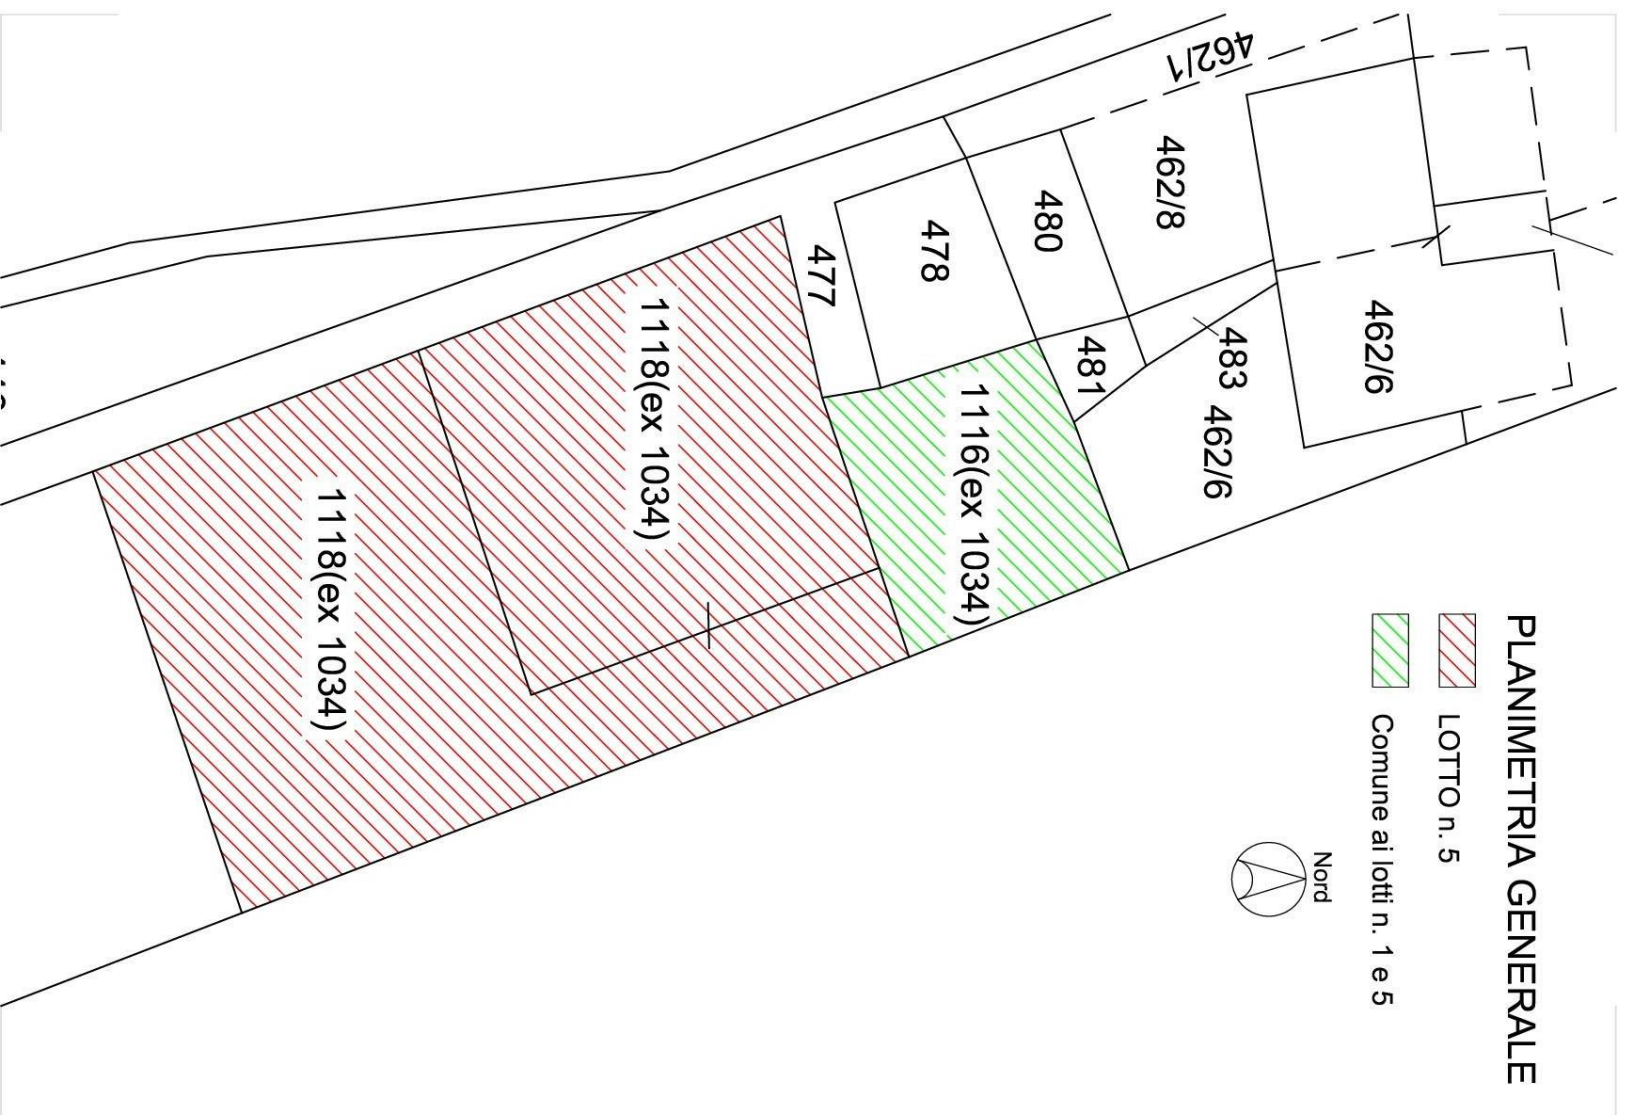 PLANIMETRIA GENERALE
LOTTO n. 5
Comune ai lotti n. 1 e 5
Nord
462/1
462/8
480
478
477
462/6
483
481
462/6
1116(ex 1034)
1118(ex 1034)
1118(ex 1034)